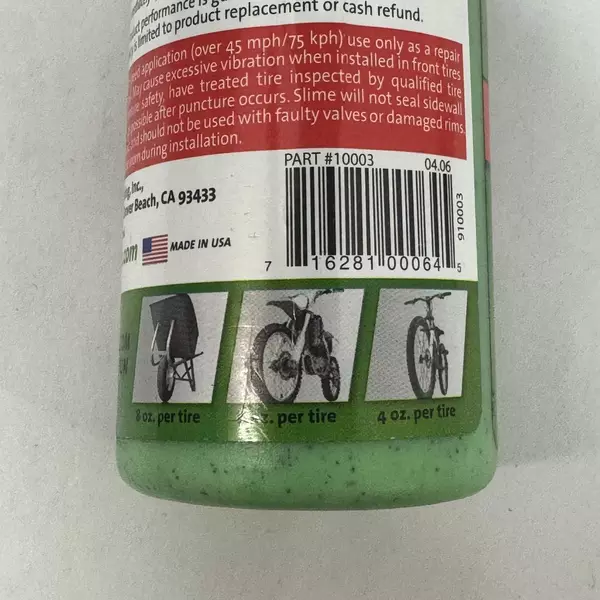 performance is
limited to product replacement or cash refund.
application (over 45 mph/75 kph) use only as a repair
May cause excessive vibration when installed in front tires
safety, have treated tire inspected by qualified tire
possible after puncture occurs. Slime will not seal sidewall
and should not be used with faulty valves or damaged rims.
during installation.
PART #10003 04.06
Inc.,
Beach, CA 93433
.com
MADE IN USA
910003
7 16281 00064 5
8 oz. per tire
oz. per tire
4 oz. per tire